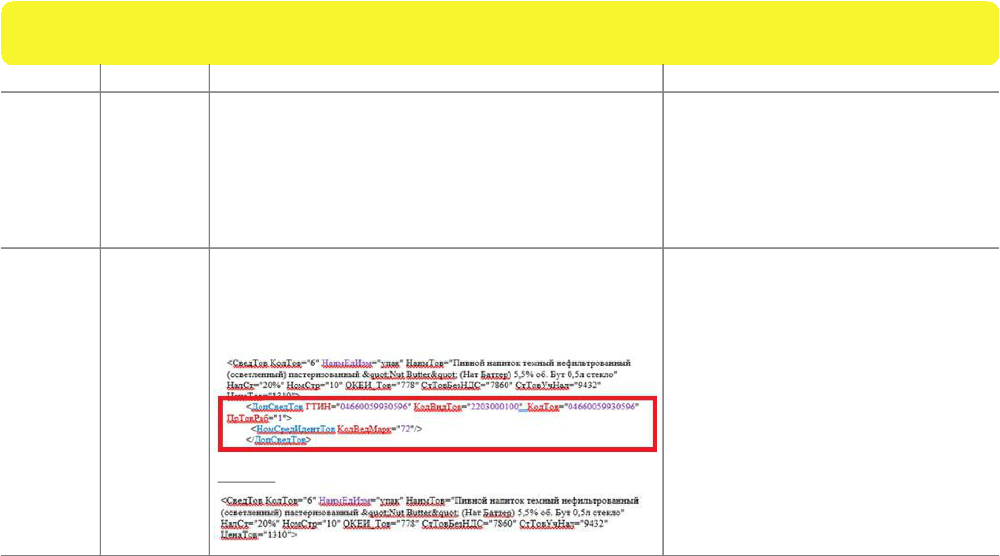 <СведТов КолТов="6" НаимЕдИзм="упак" НаимТов="Пивной напиток темный нефильтрованный
(осветленный) пастеризованный &quot;Nut Butter&quot; (Нат Баттер) 5,5% об. Бут 0,5л стекло"
НалСт="20%" НомСтр="10" ОКЕИ_Тов="778" СтТовБезНДС="7860" СтТовУчНал="9432"
ЦенаТов="1310">
<ДопСведТов ГТИН="04660059930596" КодВидТов="2203000100" КодТов="04660059930596"
ПрТовРаб="1">
<НомСредИдентТов КолВедМарк="72"/>
</ДопСведТов>
<СведТов КолТов="6" НаимЕдИзм="упак" НаимТов="Пивной напиток темный нефильтрованный
(осветленный) пастеризованный &quot;Nut Butter&quot; (Нат Баттер) 5,5% об. Бут 0,5л стекло"
НалСт="20%" НомСтр="10" ОКЕИ_Тов="778" СтТовБезНДС="7860" СтТовУчНал="9432"
ЦенаТов="1310">